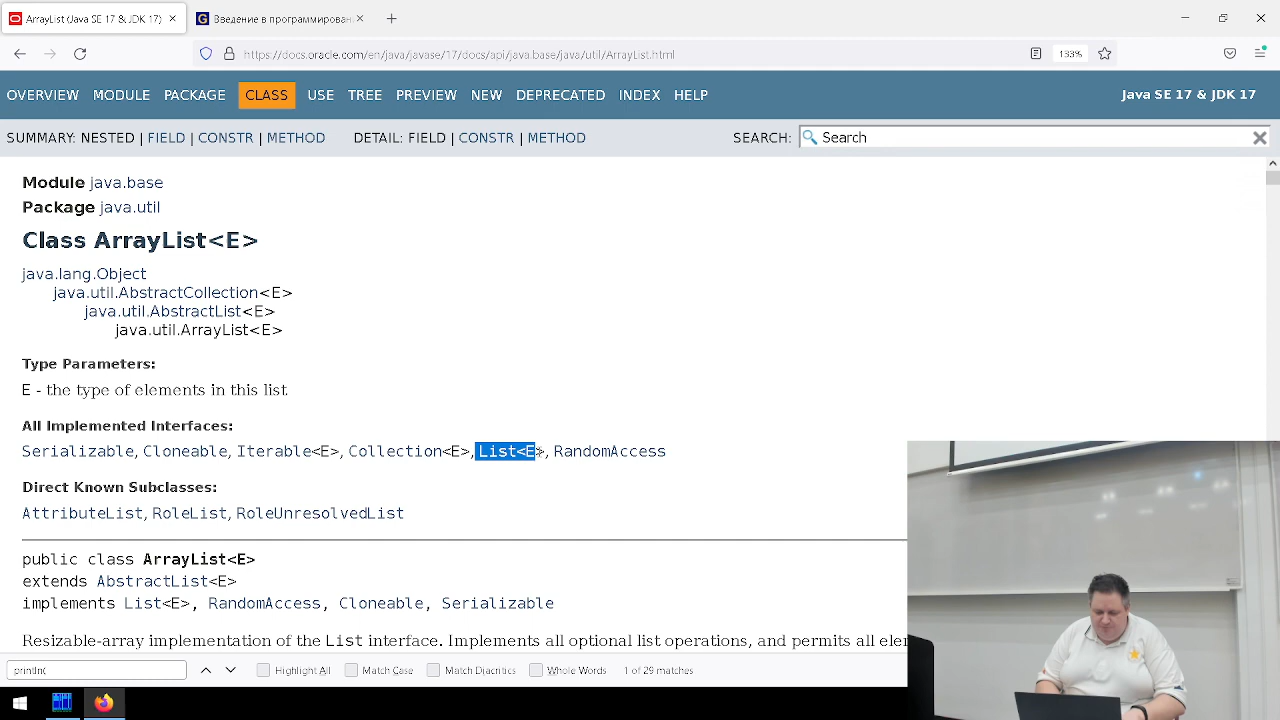 ArrayList (Java SE 17 & JDK 17)
Введение в программирован
https://docs.oracle.com/en/java/javase/17/docs/api/java.base/java/util/ArrayList.html
133%
OVERVIEW MODULE PACKAGE CLASS USE TREE PREVIEW NEW DEPRECATED INDEX HELP
Java SE 17 & JDK 17
SUMMARY: NESTED | FIELD | CONSTR | METHOD DETAIL: FIELD | CONSTR | METHOD
SEARCH: Search
Module java.base
Package java.util
Class ArrayList<E>
java.lang.Object
java.util.AbstractCollection<E>
java.util.AbstractList<E>
java.util.ArrayList<E>
Type Parameters:
E - the type of elements in this list
All Implemented Interfaces:
Serializable, Cloneable, Iterable<E>, Collection<E>, List<E>, RandomAccess
Direct Known Subclasses:
AttributeList, RoleList, RoleUnresolvedList
public class ArrayList<E>
extends AbstractList<E>
implements List<E>, RandomAccess, Cloneable, Serializable
Resizable-array implementation of the List interface. Implements all optional list operations, and permits all
println( Highlight All Match Case Match Diacritics Whole Words 1 of 29 matches